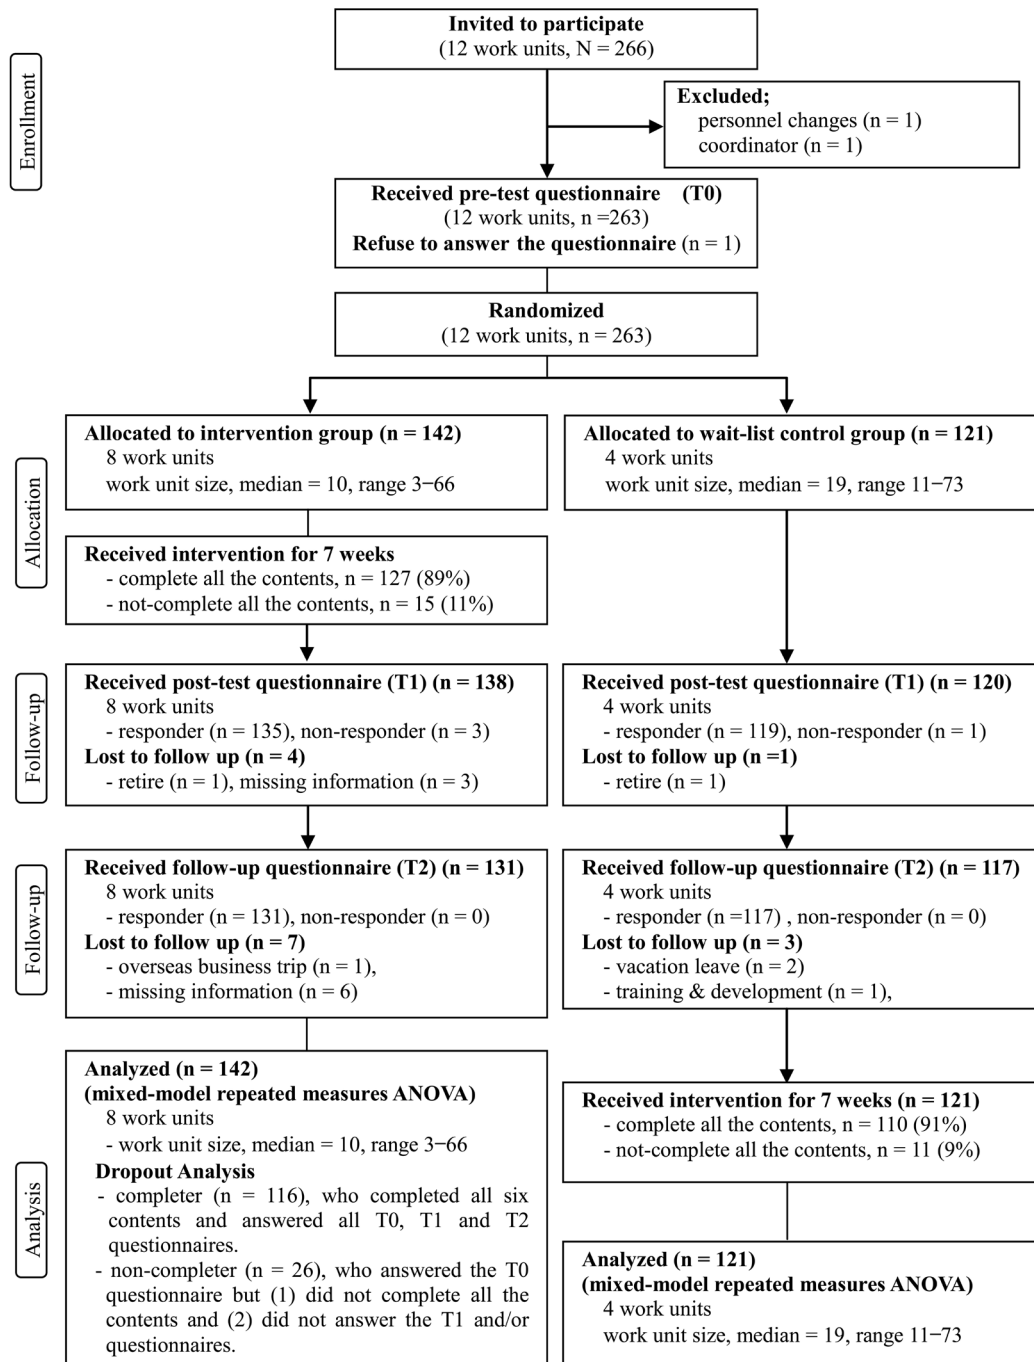 Invited to participate
(12 work units, N = 266)
Enrollment
Excluded;
personnel changes (n = 1)
coordinator (n = 1)
Received pre-test questionnaire (T0)
(12 work units, n =263)
Refuse to answer the questionnaire (n = 1)
Randomized
(12 work units, n = 263)
Allocation
Allocated to intervention group (n = 142)
8 work units
work unit size, median = 10, range 3−66
Allocated to wait-list control group (n = 121)
4 work units
work unit size, median = 19, range 11−73
Received intervention for 7 weeks
- complete all the contents, n = 127 (89%)
- not-complete all the contents, n = 15 (11%)
Follow-up
Received post-test questionnaire (T1) (n = 138)
8 work units
- responder (n = 135), non-responder (n = 3)
Lost to follow up (n = 4)
- retire (n = 1), missing information (n = 3)
Received post-test questionnaire (T1) (n = 120)
4 work units
- responder (n = 119), non-responder (n = 1)
Lost to follow up (n =1)
- retire (n = 1)
Follow-up
Received follow-up questionnaire (T2) (n = 131)
8 work units
- responder (n = 131), non-responder (n = 0)
Lost to follow up (n = 7)
- overseas business trip (n = 1),
- missing information (n = 6)
Received follow-up questionnaire (T2) (n = 117)
4 work units
- responder (n =117) , non-responder (n = 0)
Lost to follow up (n = 3)
- vacation leave (n = 2)
- training & development (n = 1),
Analysis
Analyzed (n = 142)
(mixed-model repeated measures ANOVA)
8 work units
- work unit size, median = 10, range 3−66
Dropout Analysis
- completer (n = 116), who completed all six
contents and answered all T0, T1 and T2
questionnaires.
- non-completer (n = 26), who answered the T0
questionnaire but (1) did not complete all the
contents and (2) did not answer the T1 and/or
questionnaires.
Received intervention for 7 weeks (n = 121)
- complete all the contents, n = 110 (91%)
- not-complete all the contents, n = 11 (9%)
Analyzed (n = 121)
(mixed-model repeated measures ANOVA)
4 work units
work unit size, median = 19, range 11−73